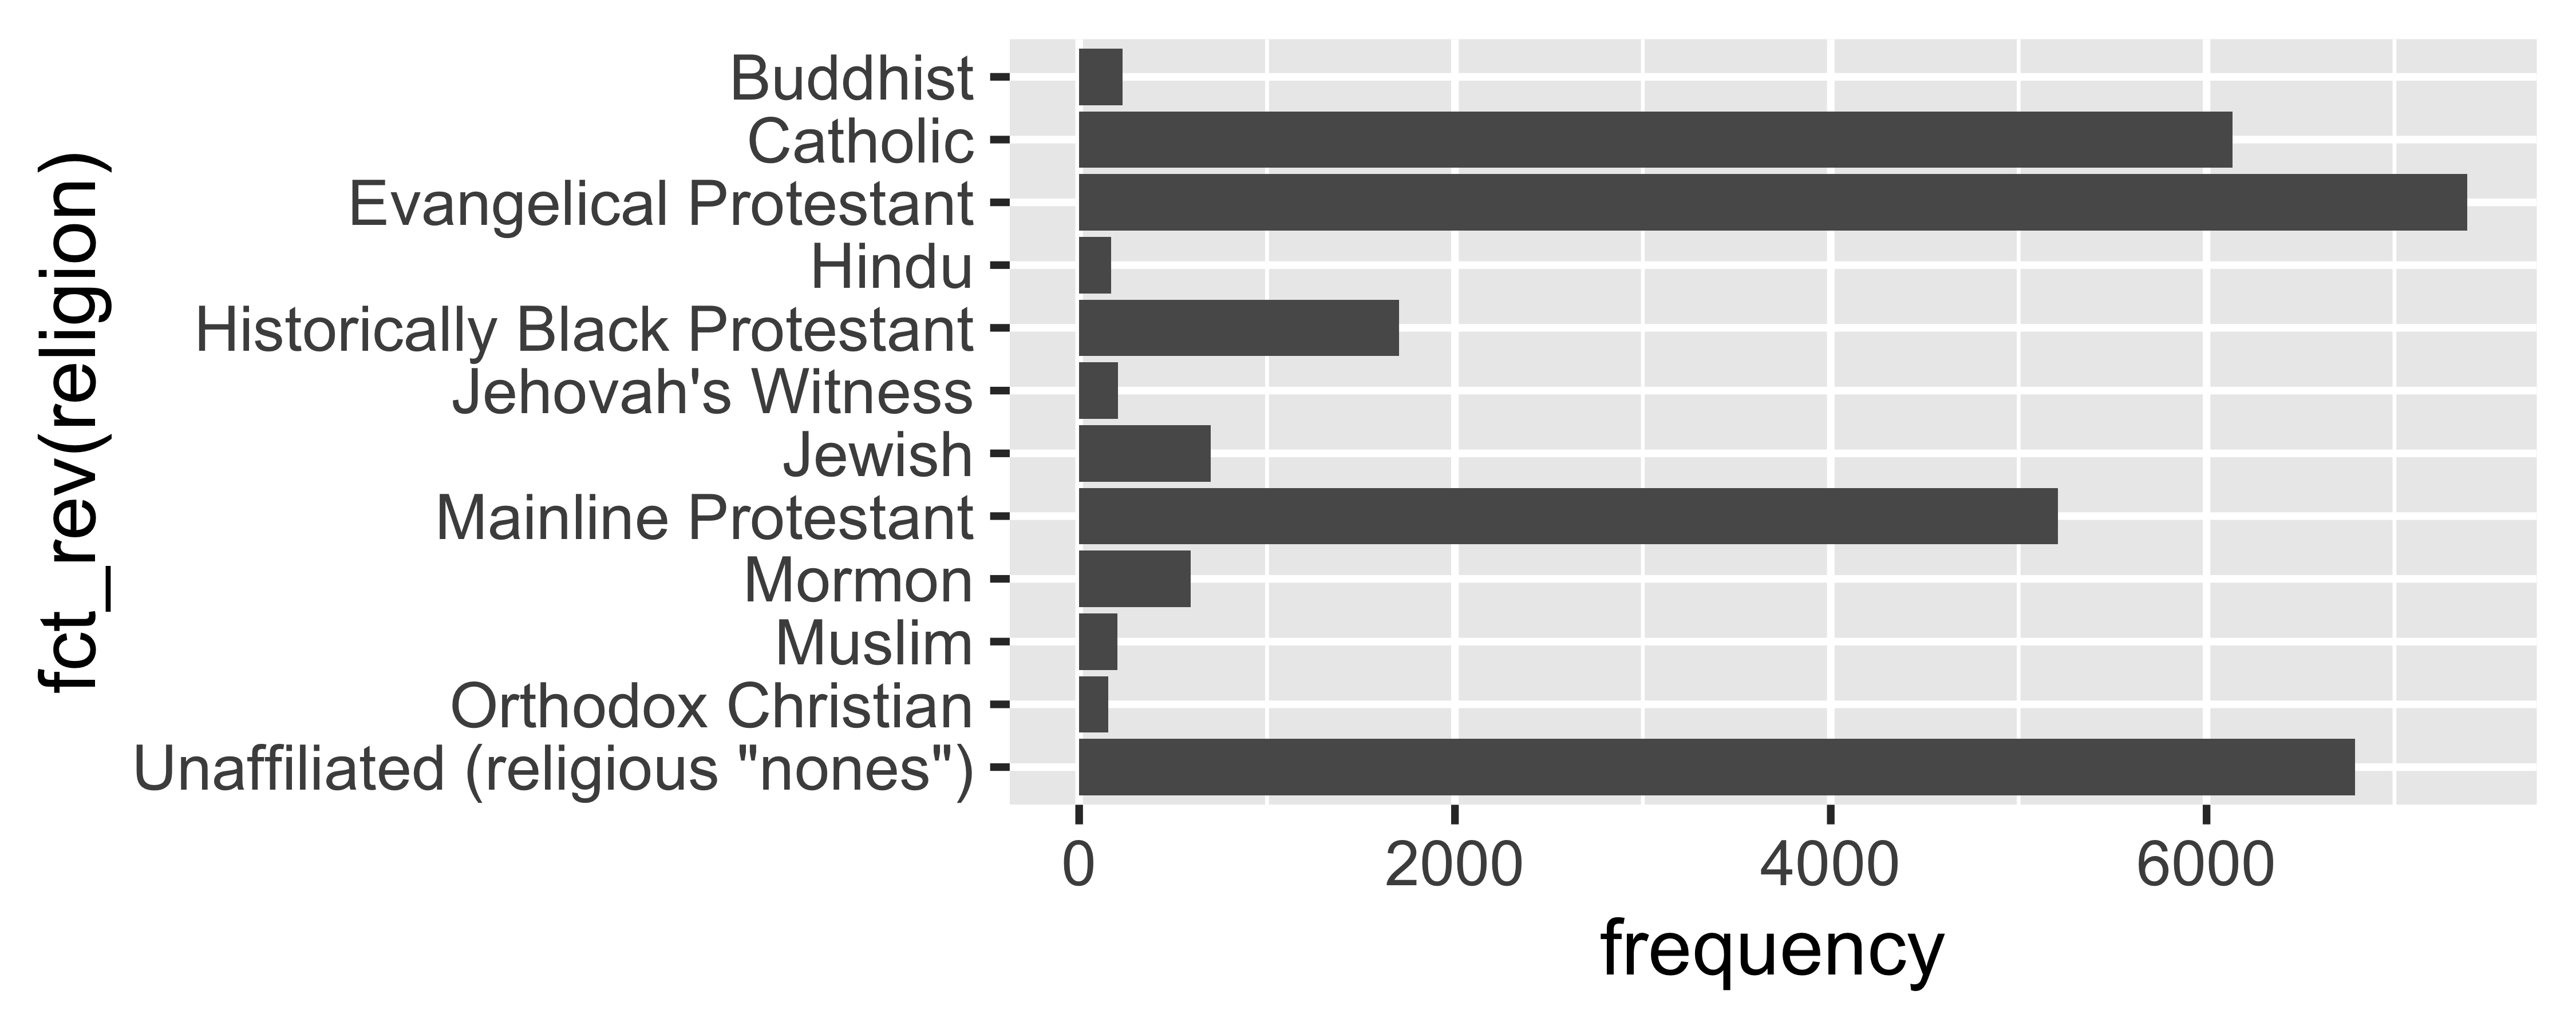 fct_rev(religion)
Buddhist
Catholic
Evangelical Protestant
Hindu
Historically Black Protestant
Jehovah's Witness
Jewish
Mainline Protestant
Mormon
Muslim
Orthodox Christian
Unaffiliated (religious "nones")
0 2000 4000 6000
frequency